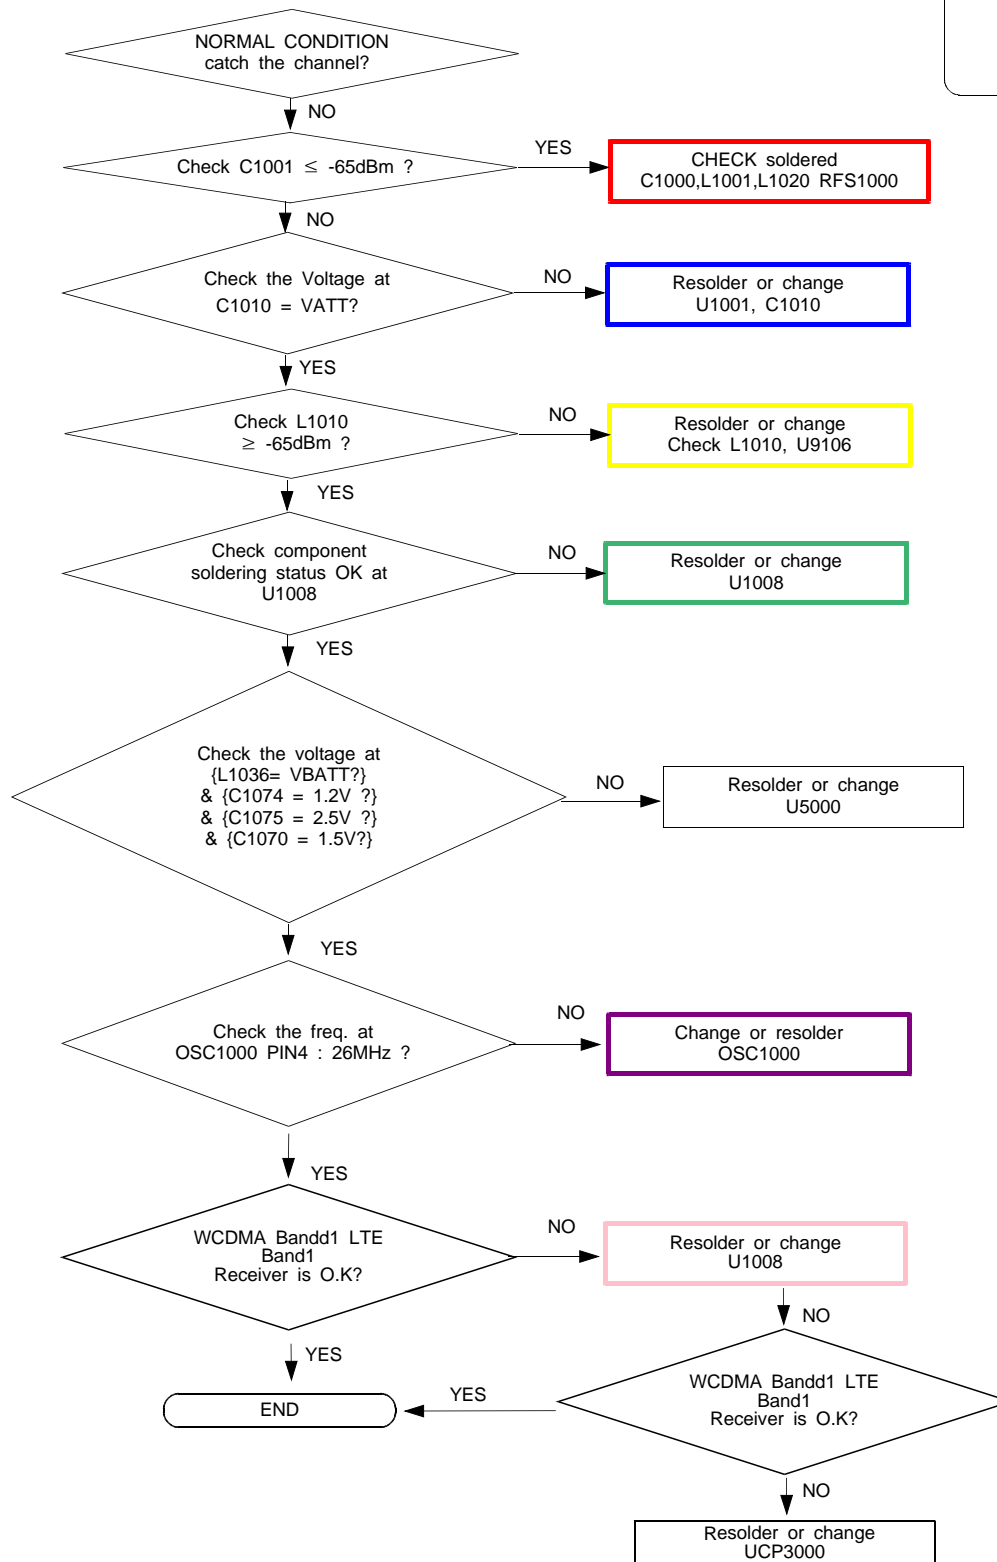 NORMAL CONDITION
catch the channel?
NO
Check C1001 ≤ -65dBm ?
YES
CHECK soldered
C1000,L1001,L1020 RFS1000
NO
Check the Voltage at
C1010 = VATT?
NO
Resolder or change
U1001, C1010
YES
Check L1010
≥ -65dBm ?
NO
Resolder or change
Check L1010, U9106
YES
Check component
soldering status OK at
U1008
NO
Resolder or change
U1008
YES
Check the voltage at
{L1036= VBATT?}
& {C1074 = 1.2V ?}
& {C1075 = 2.5V ?}
& {C1070 = 1.5V?}
NO
Resolder or change
U5000
YES
Check the freq. at
OSC1000 PIN4 : 26MHz ?
NO
Change or resolder
OSC1000
YES
WCDMA Bandd1 LTE
Band1
Receiver is O.K?
NO
Resolder or change
U1008
NO
YES
END
YES
WCDMA Bandd1 LTE
Band1
Receiver is O.K?
NO
Resolder or change
UCP3000